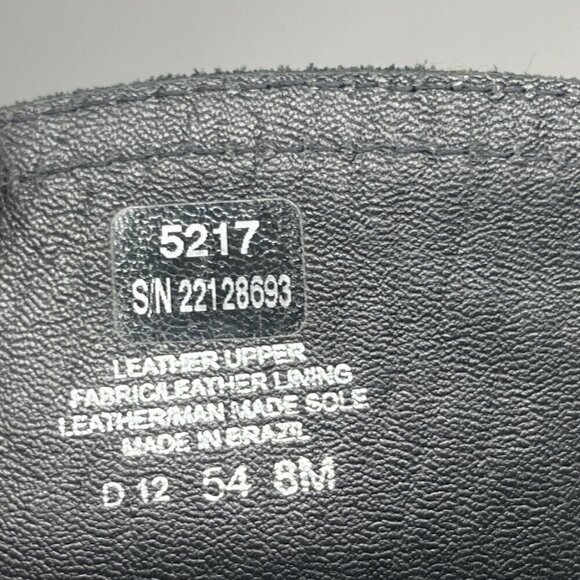 5217
S/N 22128693
LEATHER UPPER
FABRIC/LEATHER LINING
LEATHER/MAN MADE SOLE
MADE IN BRAZIL
D 12 54 8M